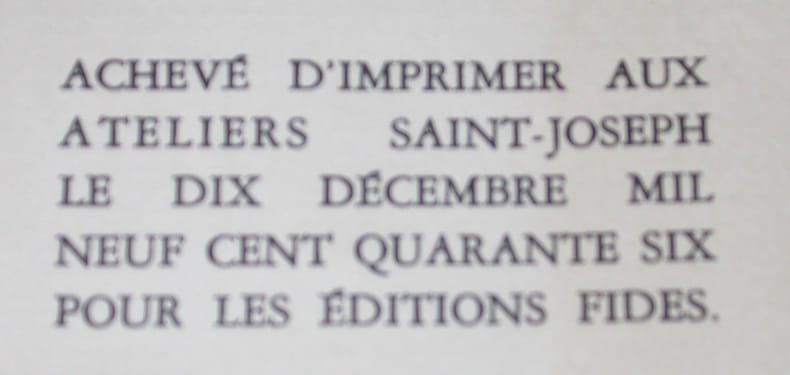 ACHEVÉ D'IMPRIMER AUX
ATELIERS SAINT-JOSEPH
LE DIX DÉCEMBRE MIL
NEUF CENT QUARANTE SIX
POUR LES ÉDITIONS FIDES.